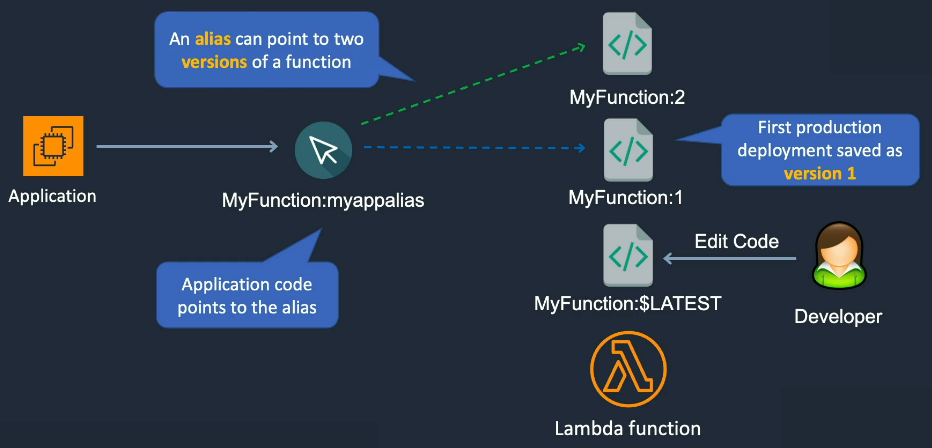 An alias can point to two
versions of a function
MyFunction:2
First production
deployment saved as
version 1
Application
MyFunction:myappalias
MyFunction:1
Edit Code
Application code
points to the alias
MyFunction:$LATEST
Developer
Lambda function